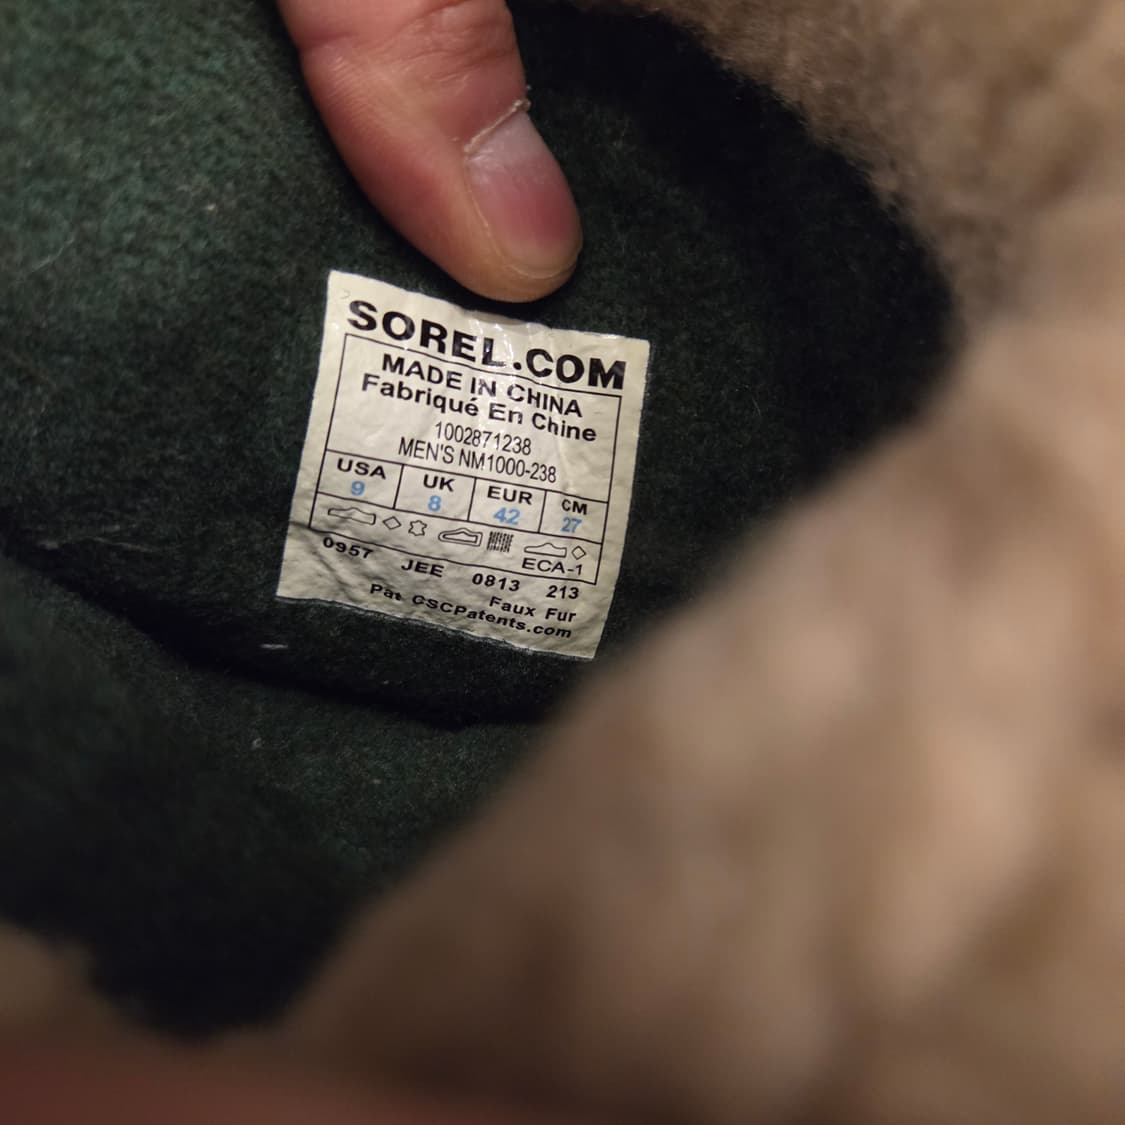 SOREL.COM
MADE IN CHINA
Fabriqué En Chine
1002871238
MEN'S NM1000-238
USA UK EUR CM
9 8 42 27
ECA-1
0957 JEE 0813 213
Faux Fur
Pat CSCPatents.com